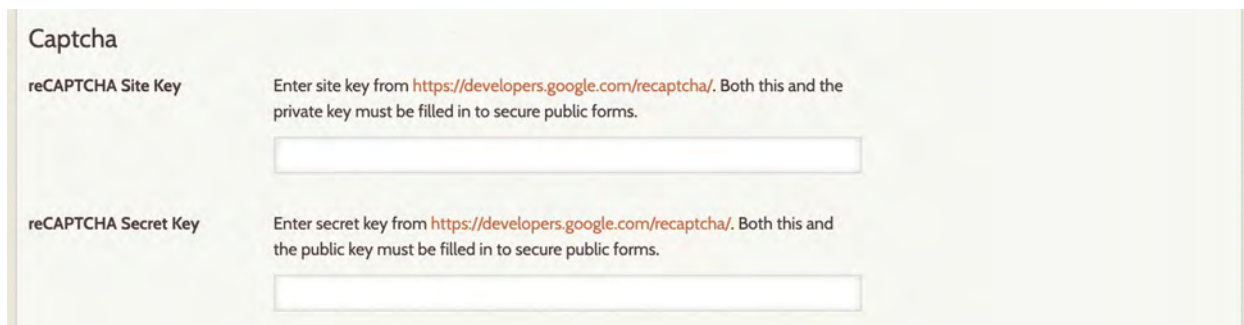 Captcha
reCAPTCHA Site Key
Enter site key from https://developers.google.com/recaptcha/. Both this and the
private key must be filled in to secure public forms.
reCAPTCHA Secret Key
Enter secret key from https://developers.google.com/recaptcha/. Both this and
the public key must be filled in to secure public forms.